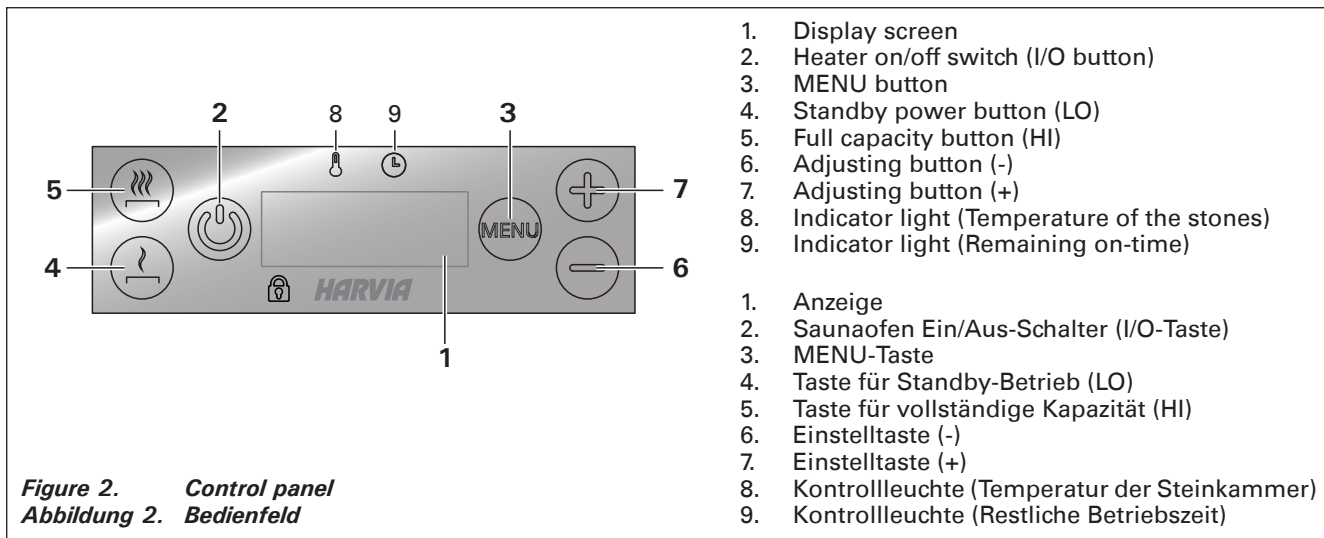 2 8 9 3
5 7
MENU
4 6
HARVIA
1
Figure 2. Control panel
Abbildung 2. Bedienfeld
1. Display screen
2. Heater on/off switch (I/O button)
3. MENU button
4. Standby power button (LO)
5. Full capacity button (HI)
6. Adjusting button (-)
7. Adjusting button (+)
8. Indicator light (Temperature of the stones)
9. Indicator light (Remaining on-time)
1. Anzeige
2. Saunaofen Ein/Aus-Schalter (I/O-Taste)
3. MENU-Taste
4. Taste für Standby-Betrieb (LO)
5. Taste für vollständige Kapazität (HI)
6. Einstelltaste (-)
7. Einstelltaste (+)
8. Kontrollleuchte (Temperatur der Steinkammer)
9. Kontrollleuchte (Restliche Betriebszeit)